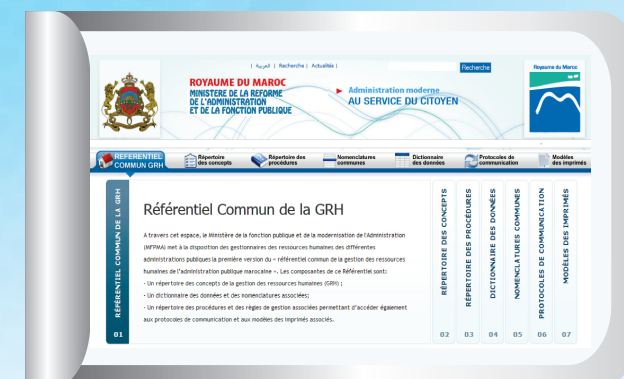 | العربية | Recherche | Actualités |
Recherche
Royaume du Maroc
ROYAUME DU MAROC
MINISTERE DE LA REFORME
DE L'ADMINISTRATION
ET DE LA FONCTION PUBLIQUE
Administration moderne
AU SERVICE DU CITOYEN
REFERENTIEL
COMMUN GRH
Répertoire
des concepts
Répertoire des
procédures
Nomenclatures
communes
Dictionnaire
des données
Protocoles de
communication
Modèles
des imprimés
RÉFÉRENTIEL COMMUN DE LA GRH
01
Référentiel Commun de la GRH
A travers cet espace, le Ministère de la fonction publique et de la modernisation de l'Administration
(MFPMA) met à la disposition des gestionnaires des ressources humaines des différentes
administrations publiques la première version du « référentiel commun de la gestion des ressources
humaines de l'administration publique marocaine ». Les composantes de ce Référentiel sont:
- Un répertoire des concepts de la gestion des ressources humaines (GRH) ;
- Un dictionnaire des données et des nomenclatures associées;
- Un répertoire des procédures et des règles de gestion associées permettant d'accéder également
aux protocoles de communication et aux modèles des imprimés associés.
RÉPERTOIRE DES CONCEPTS
02
RÉPERTOIRE DES PROCÉDURES
03
DICTIONNAIRE DES DONNÉES
04
NOMENCLATURES COMMUNES
05
PROTOCOLES DE COMMUNICATION
06
MODÈLES DES IMPRIMÉS
07